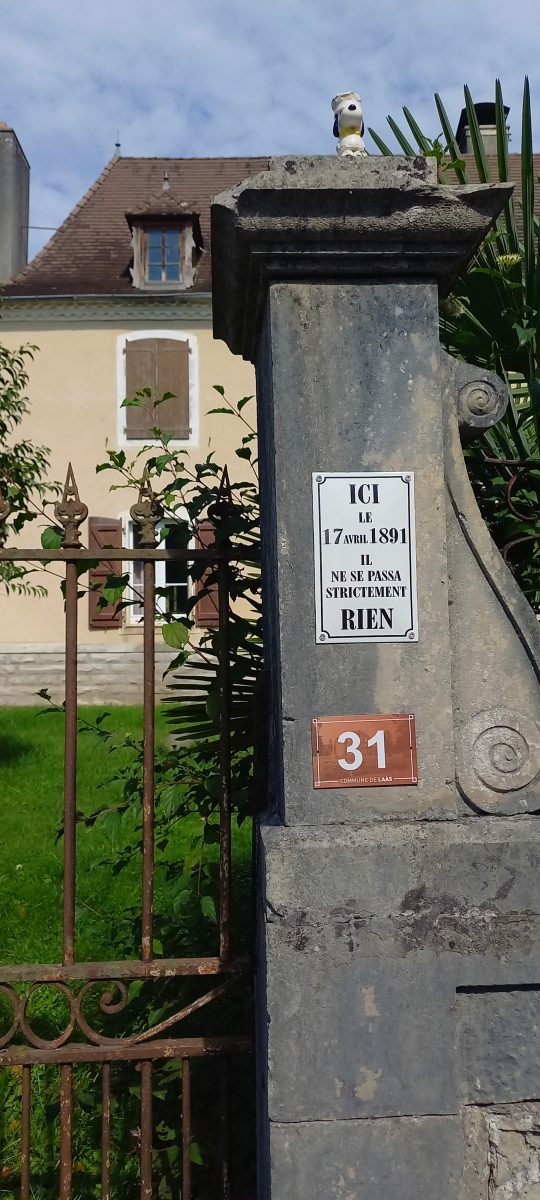 ICI
LE
17 AVRIL 1891
IL
NE SE PASSA
STRICTEMENT
RIEN
31
COMMUNE DE LAÀS